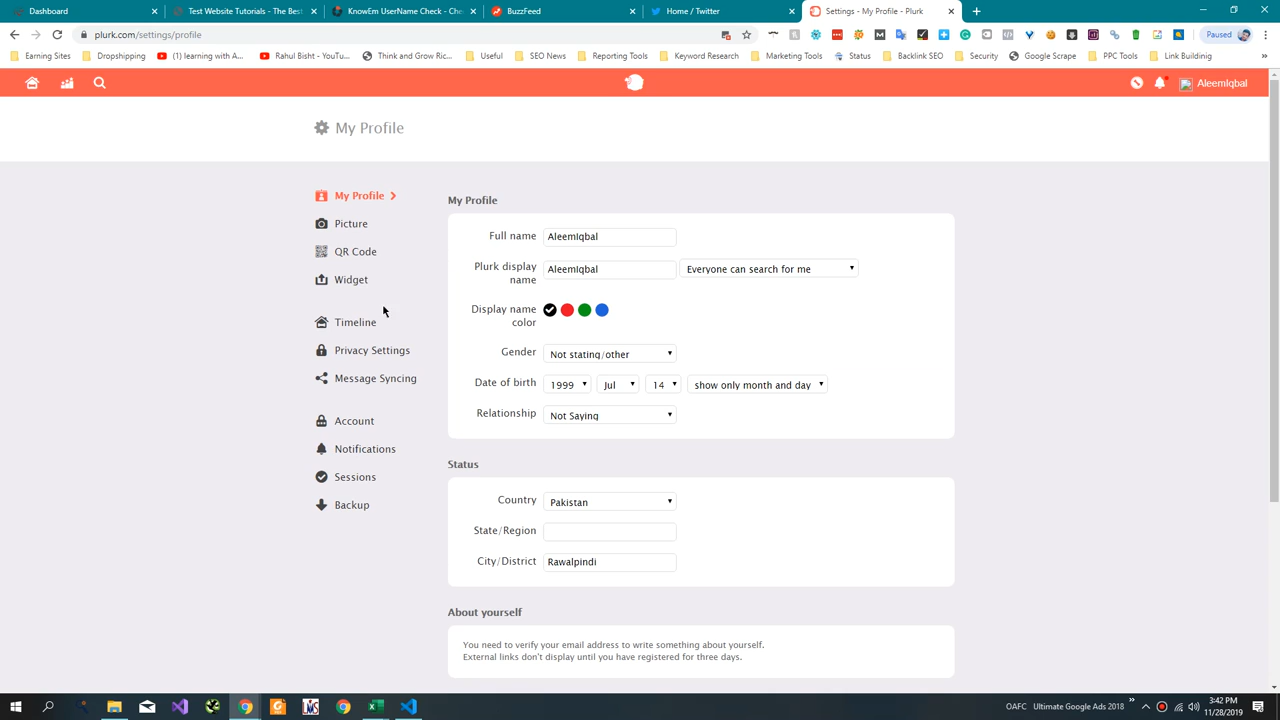 Dashboard
Test Website Tutorials - The Best
KnowEm UserName Check - Che
BuzzFeed
Home / Twitter
Settings - My Profile - Plurk
plurk.com/settings/profile
Paused
Earning Sites
Dropshipping
(1) learning with A...
Rahul Bisht - YouTu...
Think and Grow Ric...
Useful
SEO News
Reporting Tools
Keyword Research
Marketing Tools
Status
Backlink SEO
Security
Google Scrape
PPC Tools
Link Building
»
AleemIqbal
My Profile
My Profile
Picture
QR Code
Widget
Timeline
Privacy Settings
Message Syncing
Account
Notifications
Sessions
Backup
My Profile
Full name AleemIqbal
Plurk display name AleemIqbal Everyone can search for me
Display name color
Gender Not stating/other
Date of birth 1999 Jul 14 show only month and day
Relationship Not Saying
Status
Country Pakistan
State/Region
City/District Rawalpindi
About yourself
You need to verify your email address to write something about yourself.
External links don't display until you have registered for three days.
OAFC Ultimate Google Ads 2018 »
3:42 PM
11/28/2019